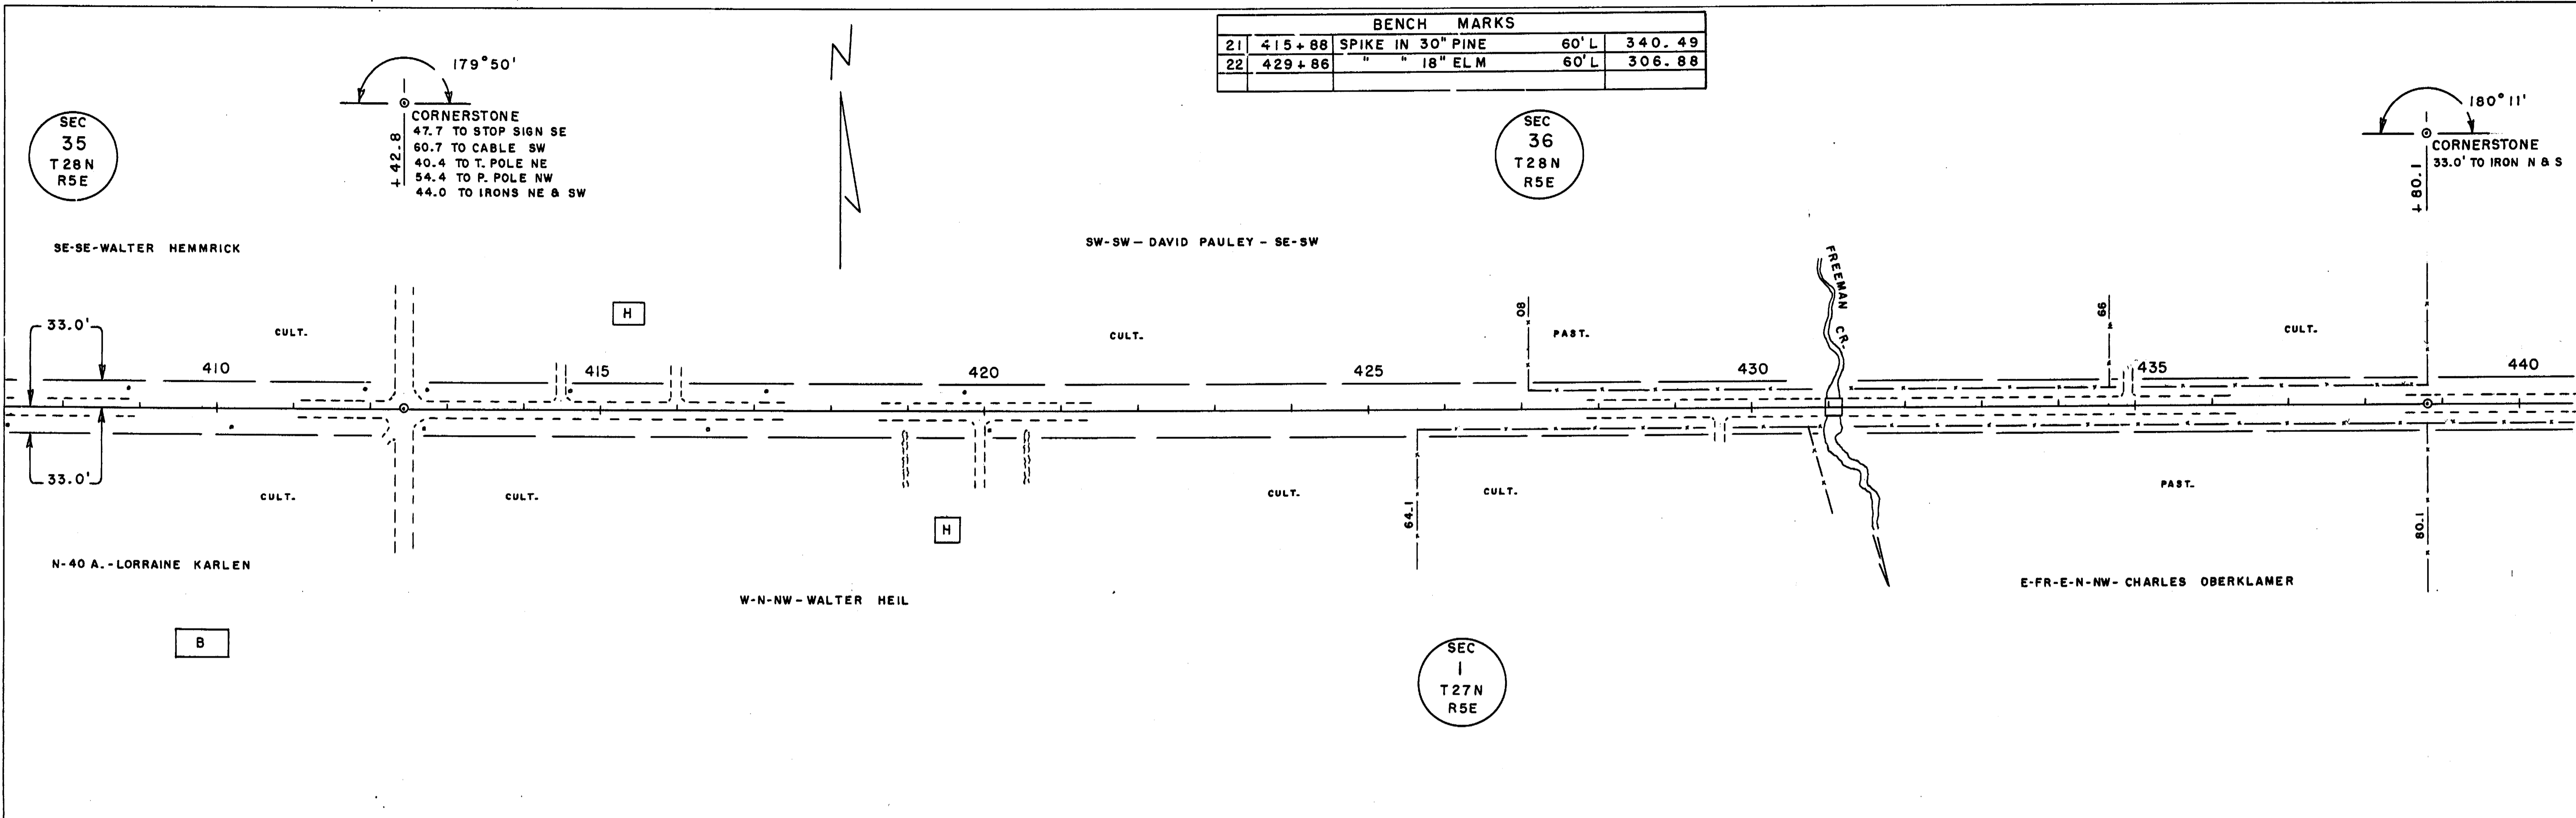 BENCH MARKS
21 415+88 SPIKE IN 30" PINE 60'L 340.49
22 429+86 " " 18" ELM 60'L 306.88
N
179°50'
CORNERSTONE
47.7 TO STOP SIGN SE
60.7 TO CABLE SW
40.4 TO T. POLE NE
54.4 TO P. POLE NW
44.0 TO IRONS NE & SW
+42.8
SEC
35
T28N
R5E
SEC
36
T28N
R5E
180°11'
CORNERSTONE
33.0' TO IRON N & S
+80.1
SE-SE-WALTER HEMMRICK
SW-SW-DAVID PAULEY-SE-SW
FREEMAN CR.
H
33.0'
CULT.
CULT.
08
PAST.
99
CULT.
410 415 420 425 430 435 440
33.0'
CULT.
CULT.
CULT.
64.1
CULT.
PAST.
80.1
H
N-40 A.-LORRAINE KARLEN
W-N-NW-WALTER HEIL
E-FR-E-N-NW-CHARLES OBERKLAMER
B
SEC
1
T27N
R5E